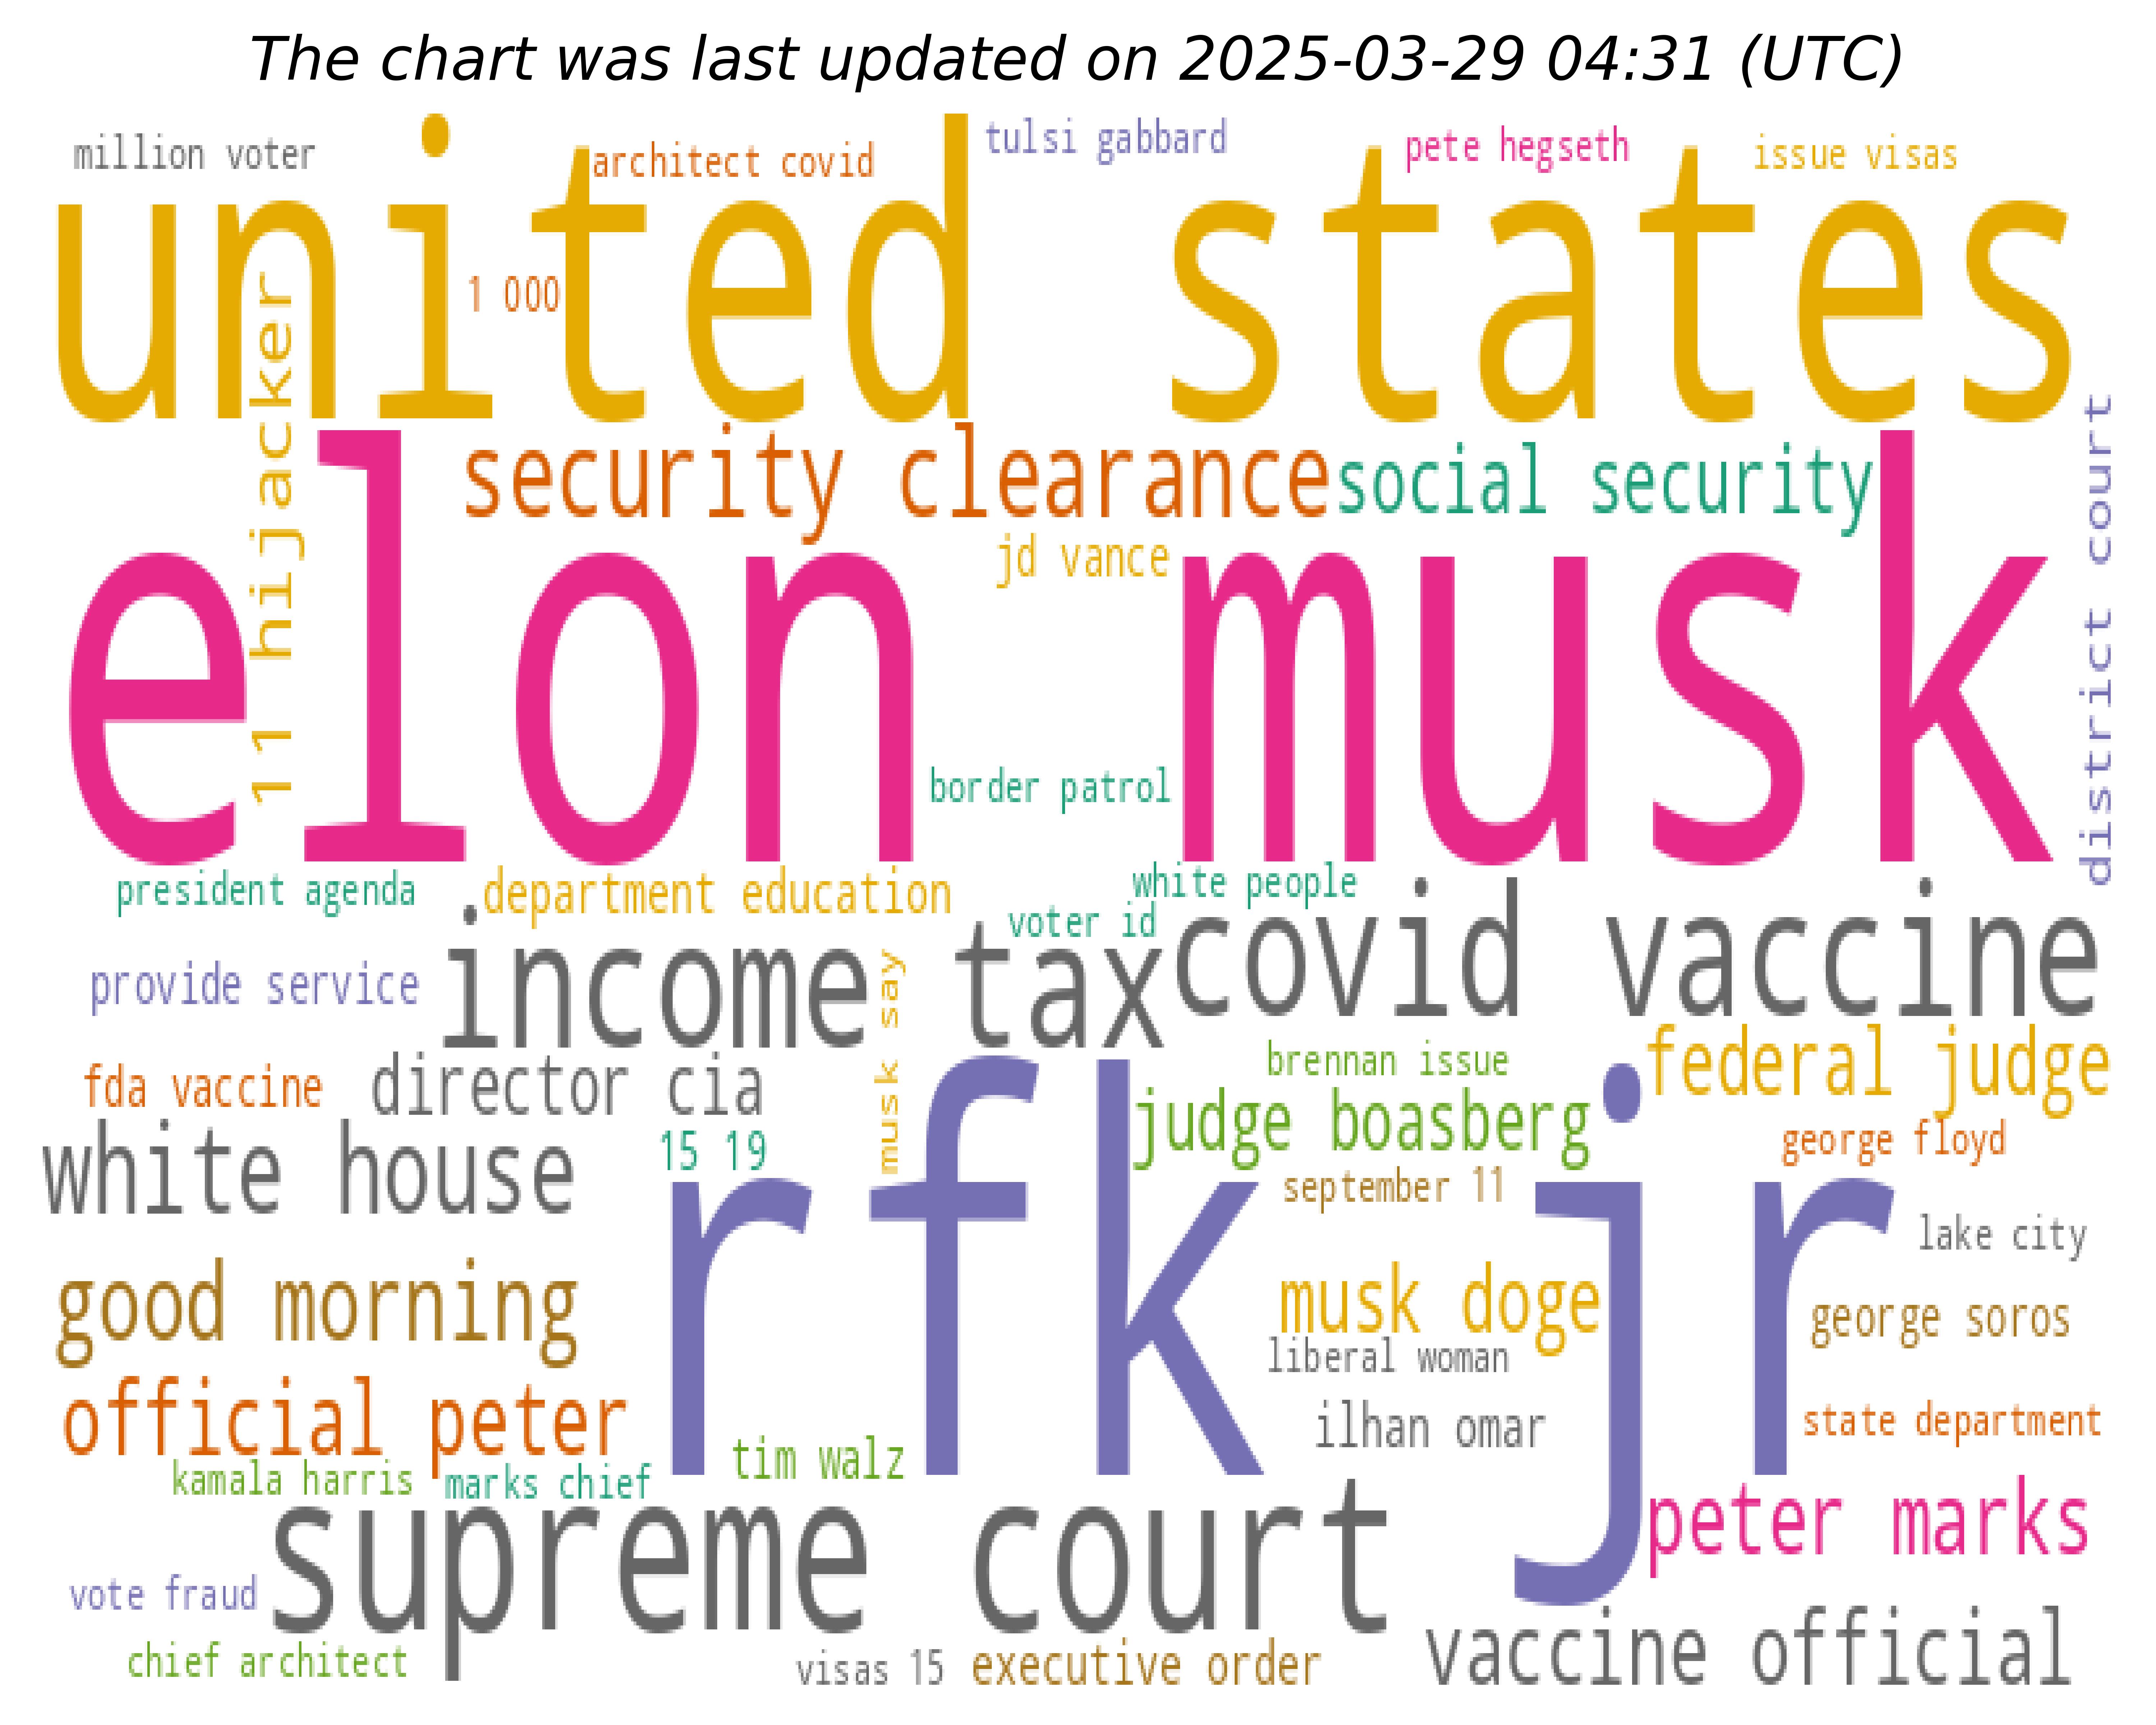 The chart was last updated on 2025-03-29 04:31 (UTC)
million voter
architect covid
tulsi gabbard
pete hegseth
issue visas
united states
1 000
11 hijacker
security clearance
social security
district court
jd vance
elon musk
border patrol
president agenda
department education
white people
voter id
income tax
covid vaccine
provide service
musk say
fda vaccine
director cia
brennan issue
federal judge
judge boasberg
white house
15 19
george floyd
september 11
rfk jr
lake city
good morning
musk doge
george soros
liberal woman
official peter
ilhan omar
state department
tim walz
kamala harris
marks chief
supreme court
peter marks
vote fraud
chief architect
visas 15
executive order
vaccine official